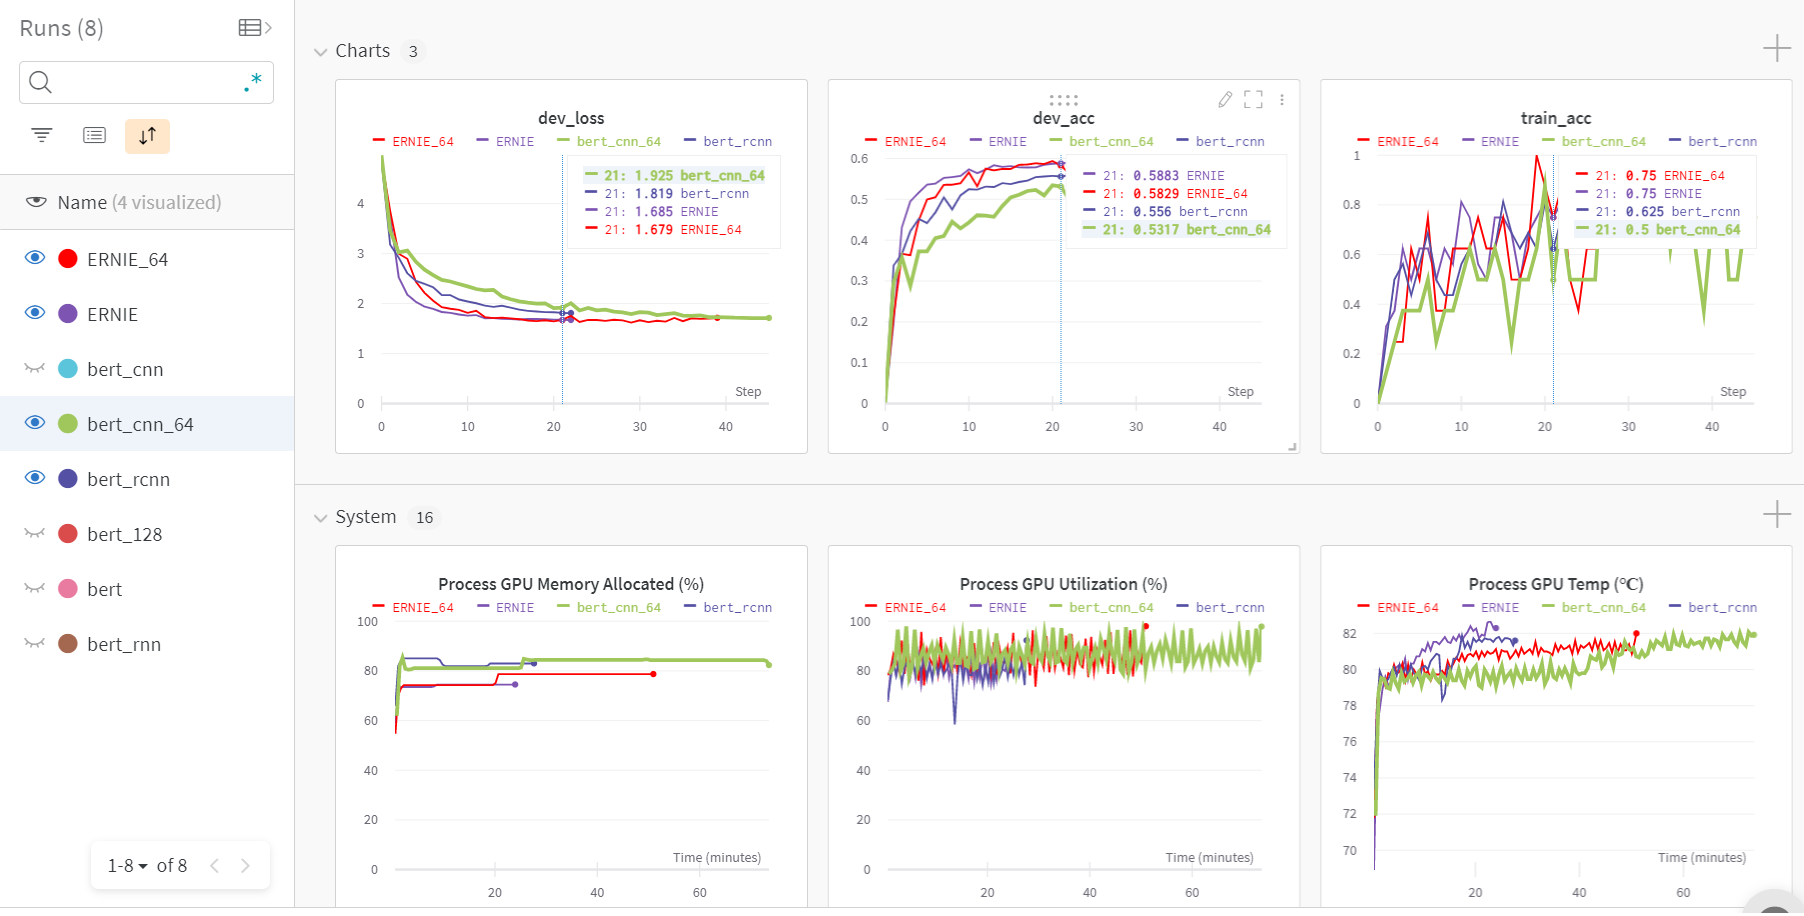 Runs (8)
.*
Name (4 visualized)
ERNIE_64
ERNIE
bert_cnn
bert_cnn_64
bert_rcnn
bert_128
bert
bert_rnn
1-8 of 8
Charts 3
dev_loss
ERNIE_64 ERNIE bert_cnn_64 bert_rcnn
21: 1.925 bert_cnn_64
21: 1.819 bert_rcnn
21: 1.685 ERNIE
21: 1.679 ERNIE_64
4
3
2
1
0
Step
0 10 20 30 40
dev_acc
ERNIE_64 ERNIE bert_cnn_64 bert_rcnn
21: 0.5883 ERNIE
21: 0.5829 ERNIE_64
21: 0.556 bert_rcnn
21: 0.5317 bert_cnn_64
0.6
0.5
0.4
0.3
0.2
0.1
0
Step
0 10 20 30 40
train_acc
ERNIE_64 ERNIE bert_cnn_64 bert_rcnn
21: 0.75 ERNIE_64
21: 0.75 ERNIE
21: 0.625 bert_rcnn
21: 0.5 bert_cnn_64
1
0.8
0.6
0.4
0.2
0
Step
0 10 20 30 40
System 16
Process GPU Memory Allocated (%)
ERNIE_64 ERNIE bert_cnn_64 bert_rcnn
100
80
60
40
20
0
Time (minutes)
20 40 60
Process GPU Utilization (%)
ERNIE_64 ERNIE bert_cnn_64 bert_rcnn
100
80
60
40
20
0
Time (minutes)
20 40 60
Process GPU Temp (℃)
ERNIE_64 ERNIE bert_cnn_64 bert_rcnn
82
80
78
76
74
72
70
Time (minutes)
20 40 60